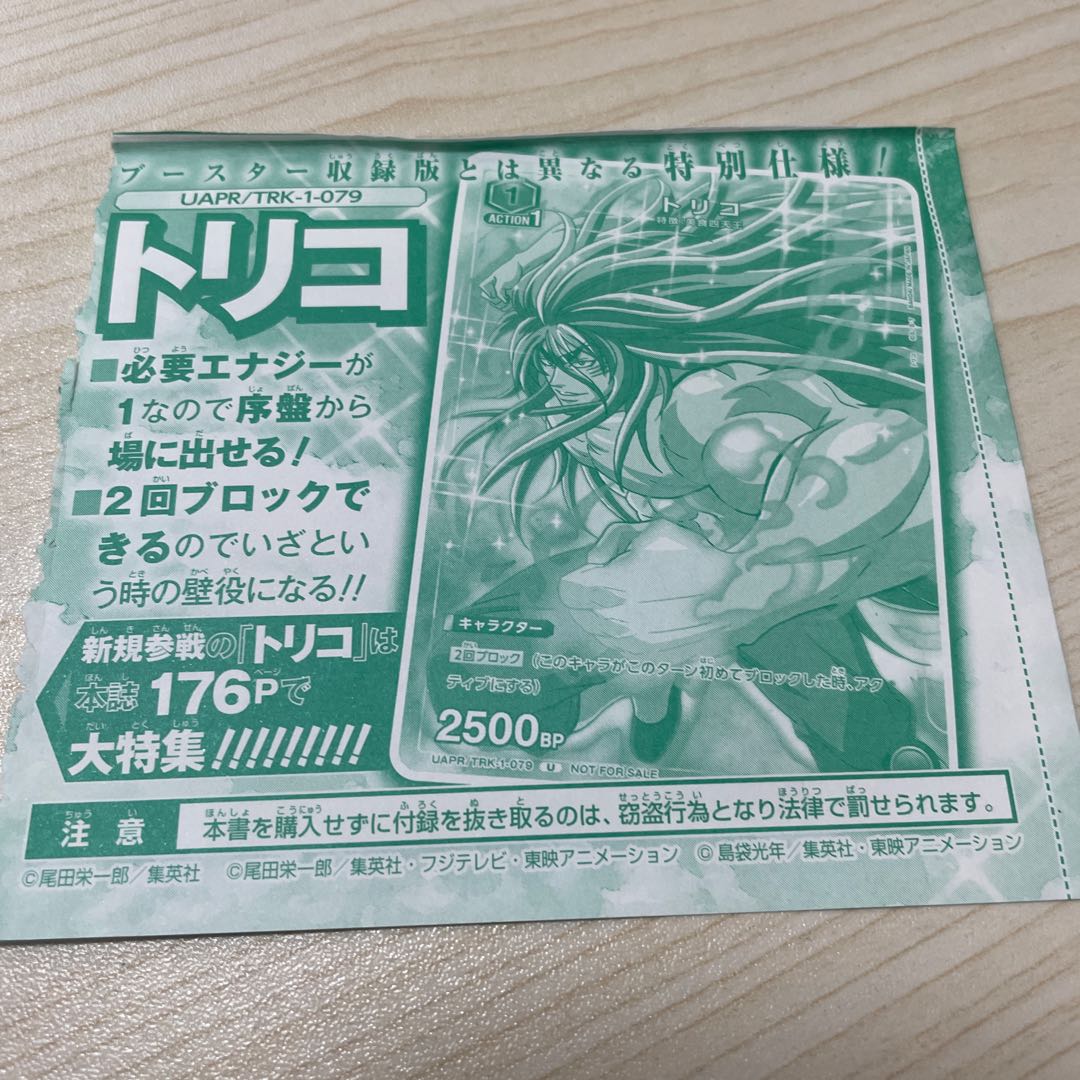 ブースター収録版とは異なる特別仕様!
UAPR/TRK-1-079
トリコ
■必要エナジーが
1なので序盤から
場に出せる!
■2回ブロックで
きるのでいざとい
う時の壁役になる!!
新規参戦の「トリコ」は
本誌176Pで
大特集!!!!!!!!!
1
ACTION1
トリコ
特徴:美食四天王
キャラクター
2回ブロック (このキャラがこのターン初めてブロックした時、アク
ティブにする)
2500BP
UAPR/TRK-1-079 U NOT FOR SALE
注意 本書を購入せずに付録を抜き取るのは、窃盗行為となり法律で罰せられます。
©尾田栄一郎/集英社 ©尾田栄一郎/集英社・フジテレビ・東映アニメーション ©島袋光年/集英社・東映アニメーション